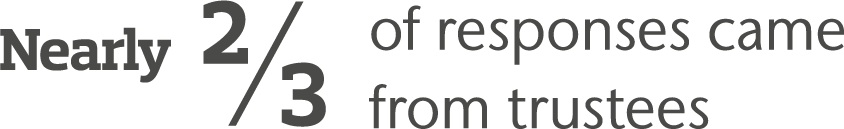 Nearly 2/3 of responses came
from trustees